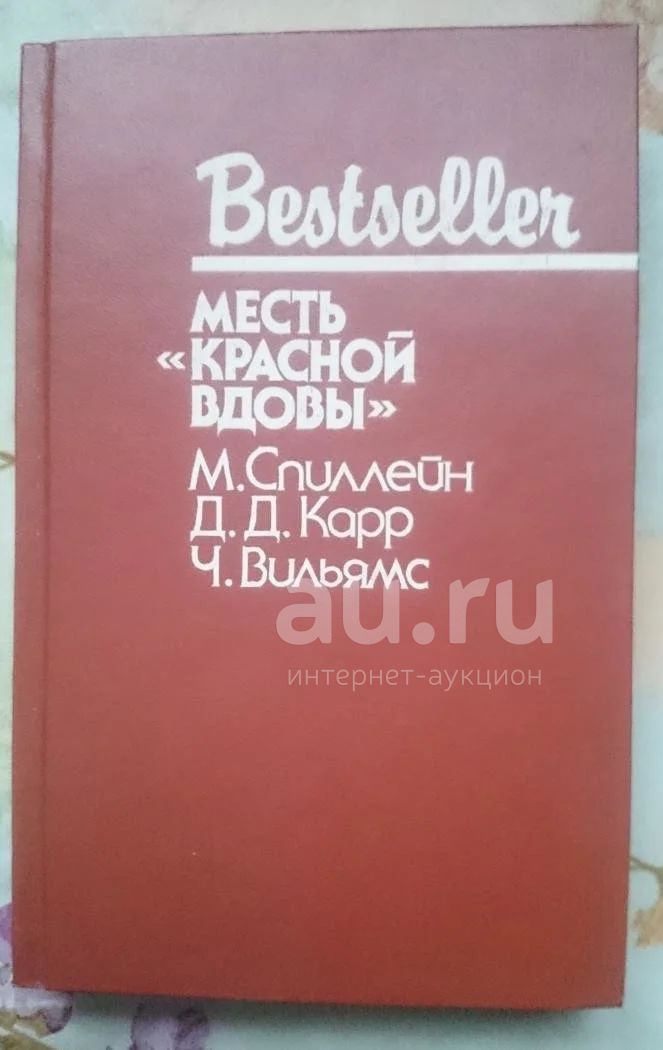 Bestseller
МЕСТЬ
«КРАСНОЙ
ВДОВЫ»
М. Спиллейн
Д. Д. Карр
Ч. Вильямс
au.ru
интернет-аукцион